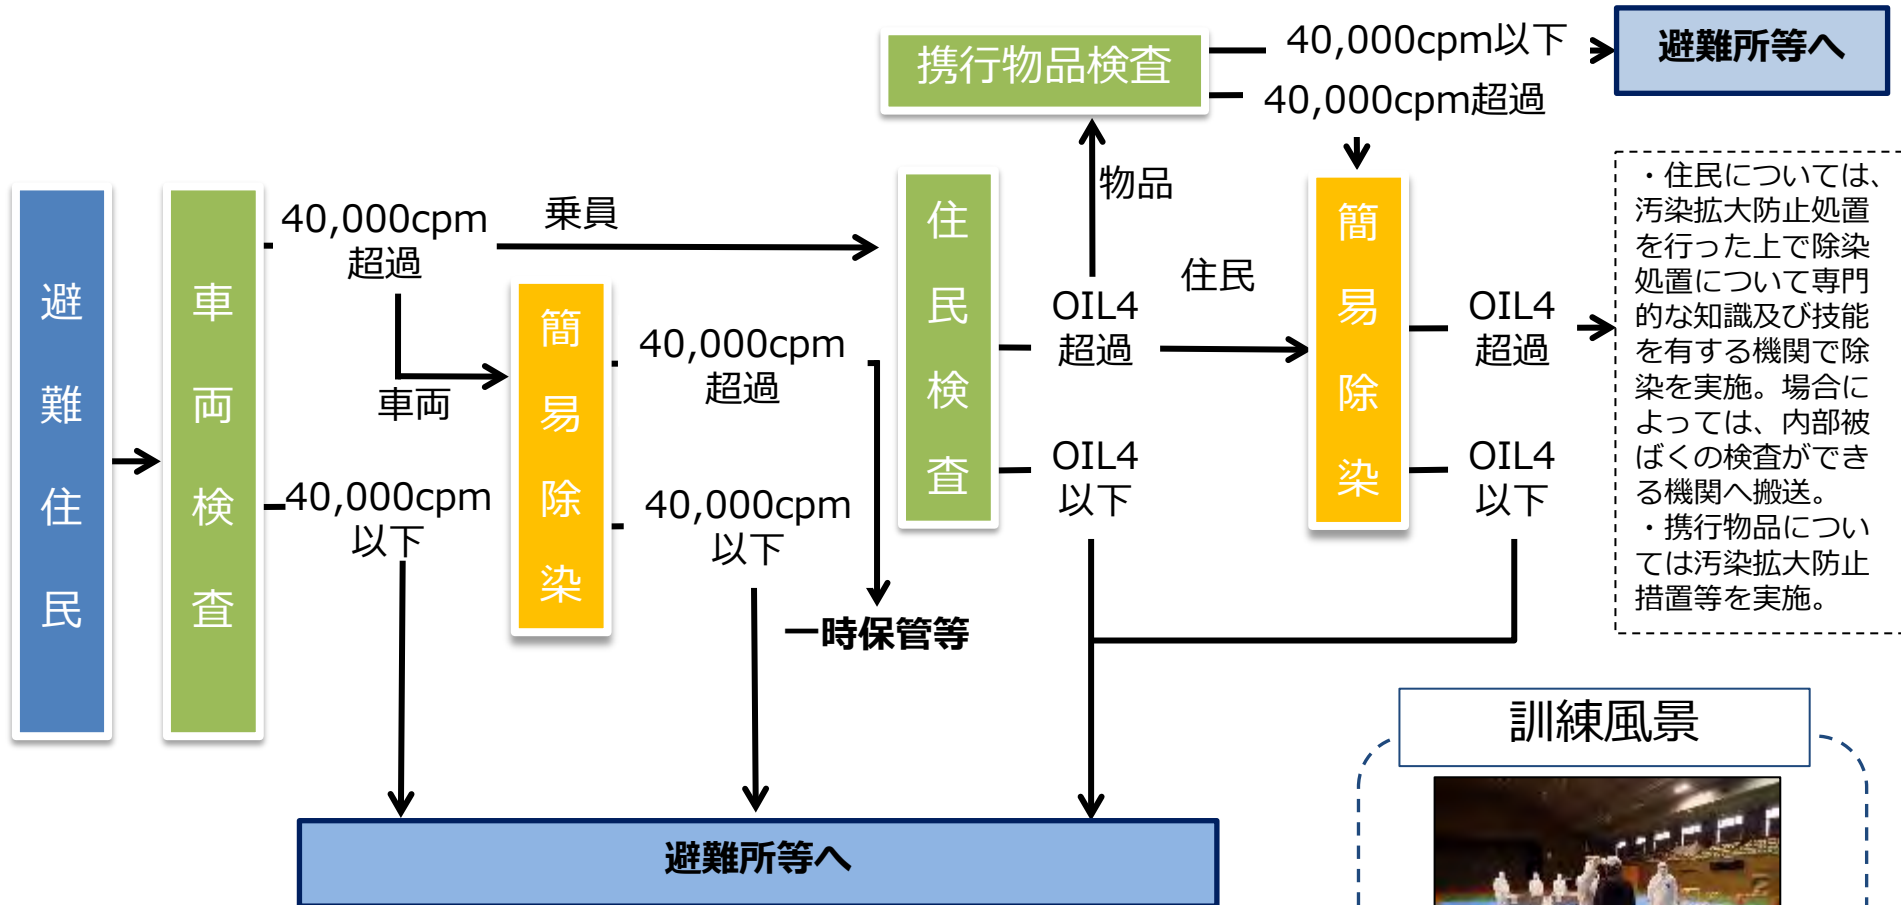 避難住民
車両検査
40,000cpm
超過
乗員
車両
40,000cpm
以下
簡易除染
40,000cpm
超過
40,000cpm
以下
一時保管等
住民検査
物品
携行物品検査
40,000cpm以下
40,000cpm超過
避難所等へ
OIL4
超過
住民
OIL4
以下
簡易除染
OIL4
超過
OIL4
以下
・住民については、
汚染拡大防止処置
を行った上で除染
処置について専門
的な知識及び技能
を有する機関で除
染を実施。場合に
よっては、内部被
ばくの検査ができ
る機関へ搬送。
・携行物品につい
ては汚染拡大防止
措置等を実施。
避難所等へ
訓練風景